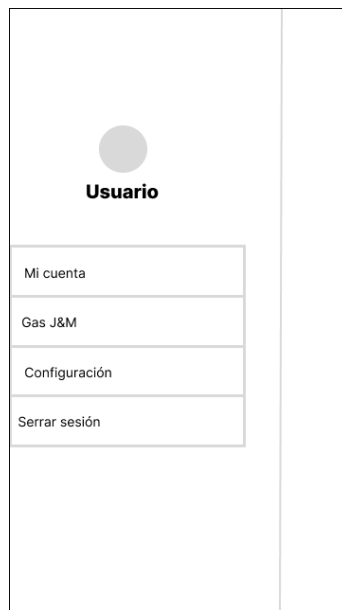 Usuario
Mi cuenta
Gas J&M
Configuración
Serrar sesión